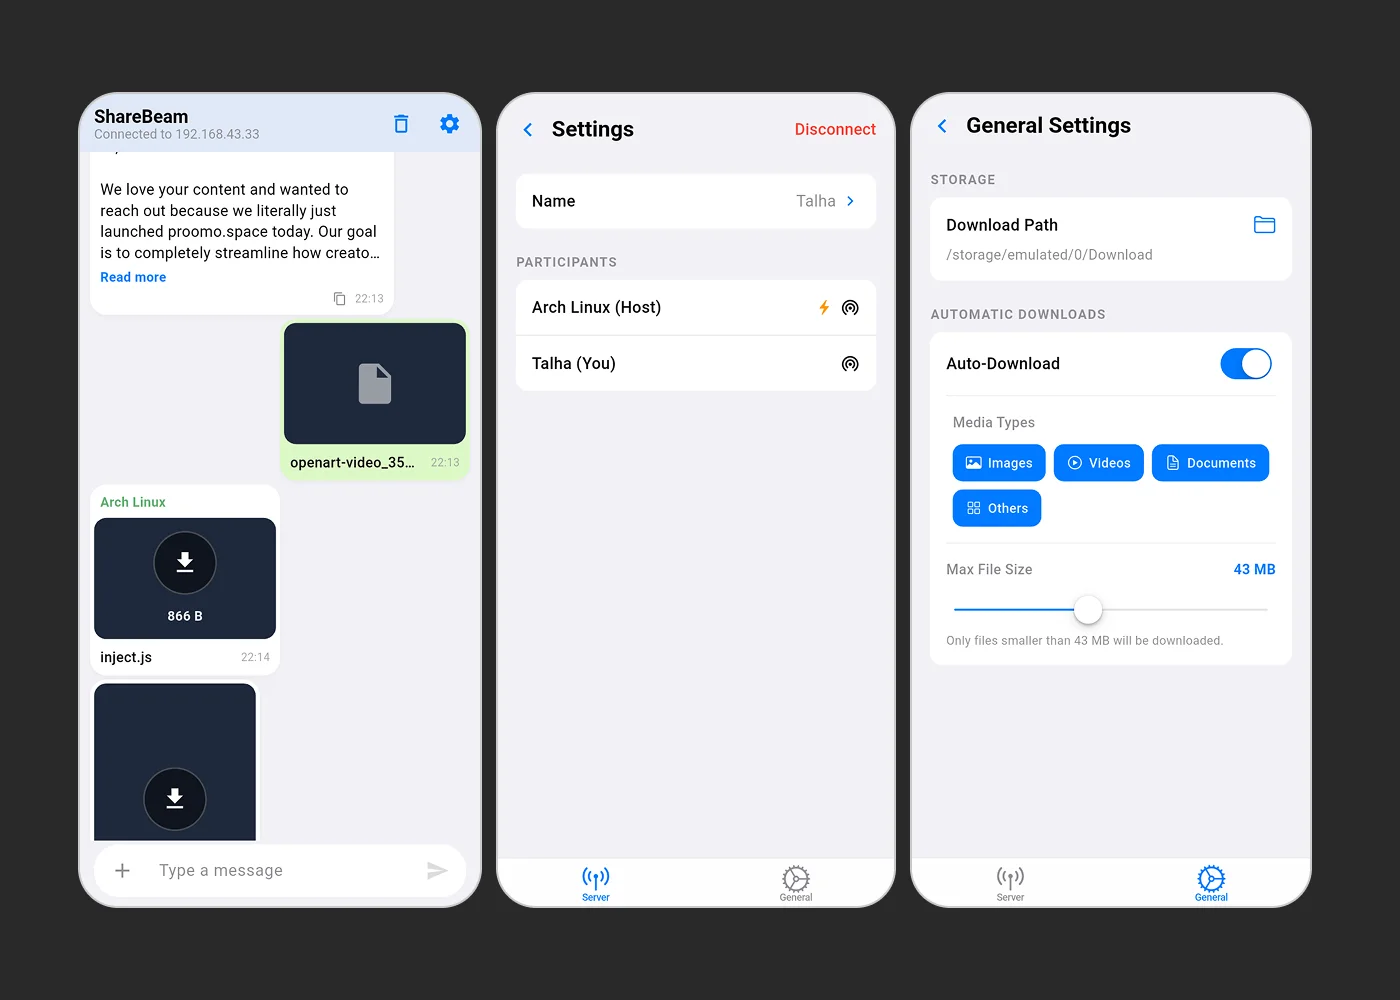 ShareBeam
Connected to 192.168.43.33
We love your content and wanted to
reach out because we literally just
launched proomo.space today. Our goal
is to completely streamline how creato...
Read more
22:13
openart-video_35...
22:13
Arch Linux
866 B
inject.js
22:14
Type a message
Settings
Disconnect
Name
Talha
PARTICIPANTS
Arch Linux (Host)
Talha (You)
Server
General
General Settings
STORAGE
Download Path
/storage/emulated/0/Download
AUTOMATIC DOWNLOADS
Auto-Download
Media Types
Images
Videos
Documents
Others
Max File Size
43 MB
Only files smaller than 43 MB will be downloaded.
Server
General